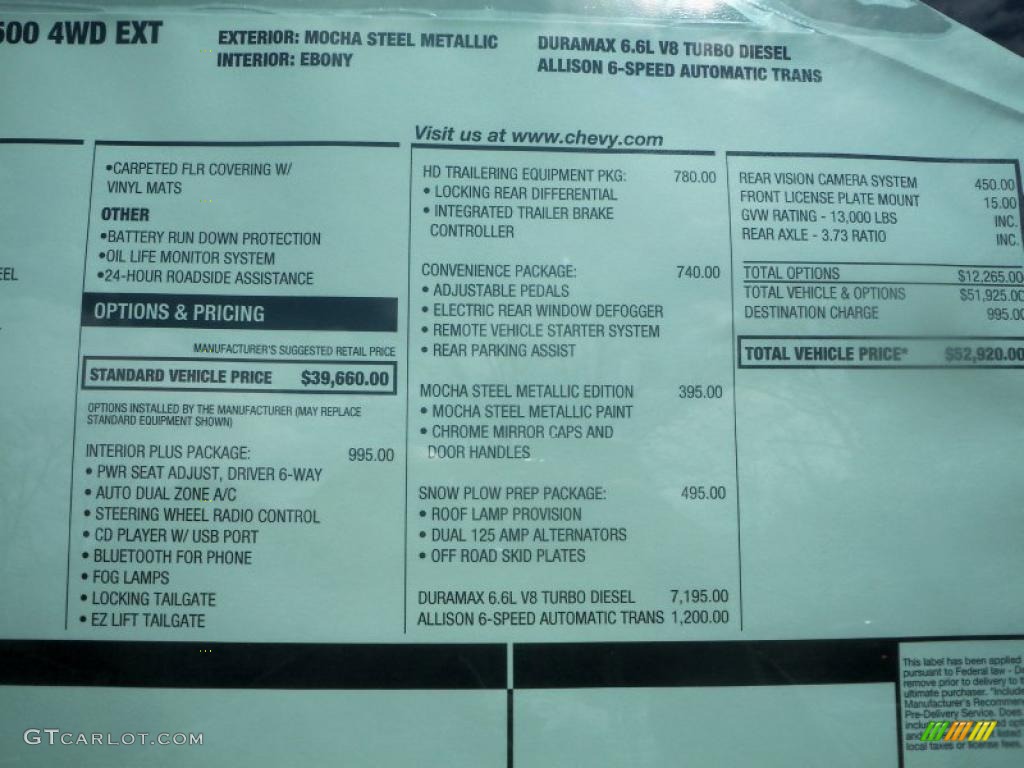 500 4WD EXT
EXTERIOR: MOCHA STEEL METALLIC
INTERIOR: EBONY
DURAMAX 6.6L V8 TURBO DIESEL
ALLISON 6-SPEED AUTOMATIC TRANS
Visit us at www.chevy.com
EEL
•CARPETED FLR COVERING W/
VINYL MATS
OTHER
•BATTERY RUN DOWN PROTECTION
•OIL LIFE MONITOR SYSTEM
•24-HOUR ROADSIDE ASSISTANCE
OPTIONS & PRICING
MANUFACTURER'S SUGGESTED RETAIL PRICE
STANDARD VEHICLE PRICE $39,660.00
OPTIONS INSTALLED BY THE MANUFACTURER (MAY REPLACE
STANDARD EQUIPMENT SHOWN)
INTERIOR PLUS PACKAGE: 995.00
• PWR SEAT ADJUST, DRIVER 6-WAY
• AUTO DUAL ZONE A/C
• STEERING WHEEL RADIO CONTROL
• CD PLAYER W/ USB PORT
• BLUETOOTH FOR PHONE
• FOG LAMPS
• LOCKING TAILGATE
• EZ LIFT TAILGATE
HD TRAILERING EQUIPMENT PKG: 780.00
• LOCKING REAR DIFFERENTIAL
• INTEGRATED TRAILER BRAKE
CONTROLLER
CONVENIENCE PACKAGE: 740.00
• ADJUSTABLE PEDALS
• ELECTRIC REAR WINDOW DEFOGGER
• REMOTE VEHICLE STARTER SYSTEM
• REAR PARKING ASSIST
MOCHA STEEL METALLIC EDITION 395.00
• MOCHA STEEL METALLIC PAINT
• CHROME MIRROR CAPS AND
DOOR HANDLES
SNOW PLOW PREP PACKAGE: 495.00
• ROOF LAMP PROVISION
• DUAL 125 AMP ALTERNATORS
• OFF ROAD SKID PLATES
DURAMAX 6.6L V8 TURBO DIESEL 7,195.00
ALLISON 6-SPEED AUTOMATIC TRANS 1,200.00
REAR VISION CAMERA SYSTEM 450.00
FRONT LICENSE PLATE MOUNT 15.00
GVW RATING - 13,000 LBS INC.
REAR AXLE - 3.73 RATIO INC.
TOTAL OPTIONS $12,265.00
TOTAL VEHICLE & OPTIONS $51,925.00
DESTINATION CHARGE 995.00
TOTAL VEHICLE PRICE* $52,920.00
This label has been applied
pursuant to Federal law - D
remove prior to delivery to t
ultimate purchaser. *Include
Manufacturer's Recommen
Pre-Delivery Service. Does
inclu
and listed
local taxes or license fees.
GTCARLOT.COM